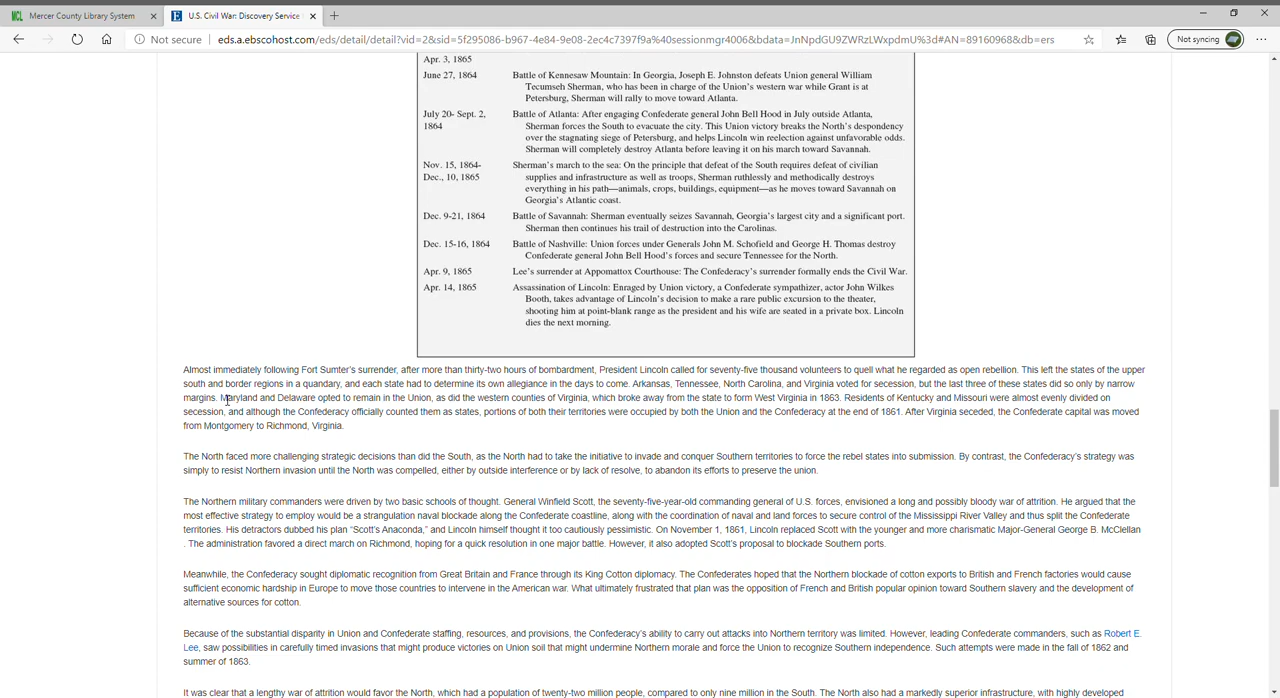 Mercer County Library System
U.S. Civil War: Discovery Service
Not secure
eds.a.ebscohost.com/eds/detail/detail?vid=2&sid=5f295086-b967-4e84-9e08-2ec4c7397f9a%40sessionmgr4006&bdata=JnNpdGU9ZWRzLWxpdmU%3d#AN=89160968&db=ers
Not syncing
Apr. 3, 1865
June 27, 1864 Battle of Kennesaw Mountain: In Georgia, Joseph E. Johnston defeats Union general William
Tecumseh Sherman, who has been in charge of the Union's western war while Grant is at
Petersburg, Sherman will rally to move toward Atlanta.
July 20- Sept. 2, Battle of Atlanta: After engaging Confederate general John Bell Hood in July outside Atlanta,
1864 Sherman forces the South to evacuate the city. This Union victory breaks the North's despondency
over the stagnating siege of Petersburg, and helps Lincoln win reelection against unfavorable odds.
Sherman will completely destroy Atlanta before leaving it on his march toward Savannah.
Nov. 15, 1864- Sherman's march to the sea: On the principle that defeat of the South requires defeat of civilian
Dec., 10, 1865 supplies and infrastructure as well as troops, Sherman ruthlessly and methodically destroys
everything in his path—animals, crops, buildings, equipment—as he moves toward Savannah on
Georgia's Atlantic coast.
Dec. 9-21, 1864 Battle of Savannah: Sherman eventually seizes Savannah, Georgia's largest city and a significant port.
Sherman then continues his trail of destruction into the Carolinas.
Dec. 15-16, 1864 Battle of Nashville: Union forces under Generals John M. Schofield and George H. Thomas destroy
Confederate general John Bell Hood's forces and secure Tennessee for the North.
Apr. 9, 1865 Lee's surrender at Appomattox Courthouse: The Confederacy's surrender formally ends the Civil War.
Apr. 14, 1865 Assassination of Lincoln: Enraged by Union victory, a Confederate sympathizer, actor John Wilkes
Booth, takes advantage of Lincoln's decision to make a rare public excursion to the theater,
shooting him at point-blank range as the president and his wife are seated in a private box. Lincoln
dies the next morning.
Almost immediately following Fort Sumter's surrender, after more than thirty-two hours of bombardment, President Lincoln called for seventy-five thousand volunteers to quell what he regarded as open rebellion. This left the states of the upper
south and border regions in a quandary, and each state had to determine its own allegiance in the days to come. Arkansas, Tennessee, North Carolina, and Virginia voted for secession, but the last three of these states did so only by narrow
margins. Maryland and Delaware opted to remain in the Union, as did the western counties of Virginia, which broke away from the state to form West Virginia in 1863. Residents of Kentucky and Missouri were almost evenly divided on
secession, and although the Confederacy officially counted them as states, portions of both their territories were occupied by both the Union and the Confederacy at the end of 1861. After Virginia seceded, the Confederate capital was moved
from Montgomery to Richmond, Virginia.
The North faced more challenging strategic decisions than did the South, as the North had to take the initiative to invade and conquer Southern territories to force the rebel states into submission. By contrast, the Confederacy's strategy was
simply to resist Northern invasion until the North was compelled, either by outside interference or by lack of resolve, to abandon its efforts to preserve the union.
The Northern military commanders were driven by two basic schools of thought. General Winfield Scott, the seventy-five-year-old commanding general of U.S. forces, envisioned a long and possibly bloody war of attrition. He argued that the
most effective strategy to employ would be a strangulation naval blockade along the Confederate coastline, along with the coordination of naval and land forces to secure control of the Mississippi River Valley and thus split the Confederate
territories. His detractors dubbed his plan “Scott's Anaconda,” and Lincoln himself thought it too cautiously pessimistic. On November 1, 1861, Lincoln replaced Scott with the younger and more charismatic Major-General George B. McClellan
. The administration favored a direct march on Richmond, hoping for a quick resolution in one major battle. However, it also adopted Scott's proposal to blockade Southern ports.
Meanwhile, the Confederacy sought diplomatic recognition from Great Britain and France through its King Cotton diplomacy. The Confederates hoped that the Northern blockade of cotton exports to British and French factories would cause
sufficient economic hardship in Europe to move those countries to intervene in the American war. What ultimately frustrated that plan was the opposition of French and British popular opinion toward Southern slavery and the development of
alternative sources for cotton.
Because of the substantial disparity in Union and Confederate staffing, resources, and provisions, the Confederacy's ability to carry out attacks into Northern territory was limited. However, leading Confederate commanders, such as Robert E.
Lee, saw possibilities in carefully timed invasions that might produce victories on Union soil that might undermine Northern morale and force the Union to recognize Southern independence. Such attempts were made in the fall of 1862 and
summer of 1863.
It was clear that a lengthy war of attrition would favor the North, which had a population of twenty-two million people, compared to only nine million in the South. The North also had a markedly superior infrastructure, with highly developed